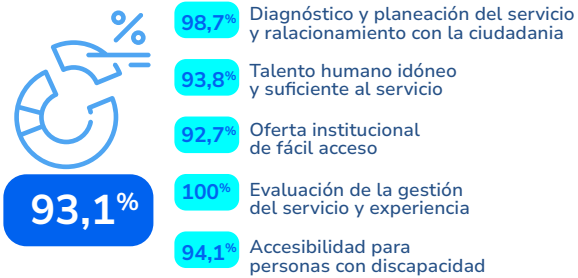 98,7%
Diagnóstico y planeación del servicio
y ralacionamiento con la ciudadania
93,8%
Talento humano idóneo
y suficiente al servicio
92,7%
Oferta institucional
de fácil acceso
93,1%
100%
Evaluación de la gestión
del servicio y experiencia
94,1%
Accesibilidad para
personas con discapacidad